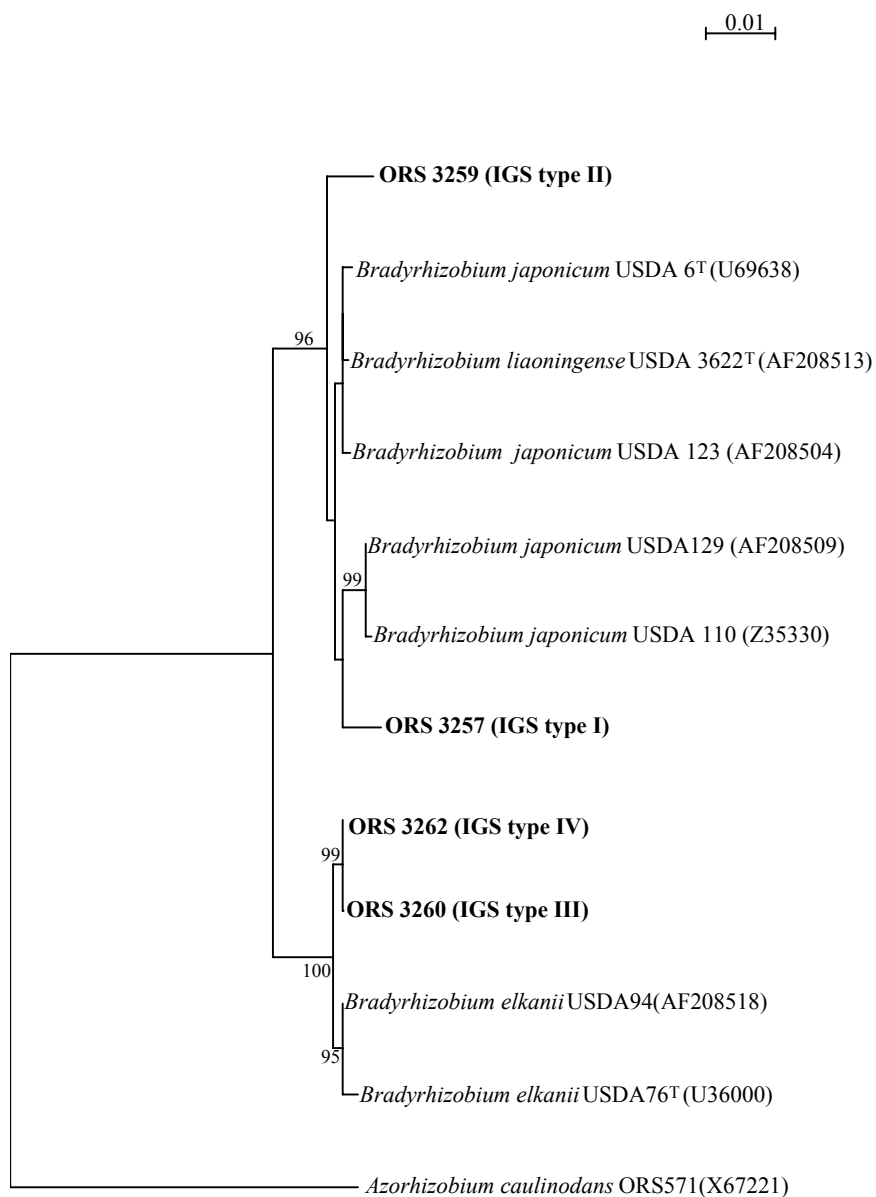 0.01
ORS 3259 (IGS type II)
Bradyrhizobium japonicum USDA 6T (U69638)
96
Bradyrhizobium liaoningense USDA 3622T (AF208513)
Bradyrhizobium japonicum USDA 123 (AF208504)
Bradyrhizobium japonicum USDA129 (AF208509)
99
Bradyrhizobium japonicum USDA 110 (Z35330)
ORS 3257 (IGS type I)
ORS 3262 (IGS type IV)
99
ORS 3260 (IGS type III)
100
Bradyrhizobium elkanii USDA94(AF208518)
95
Bradyrhizobium elkanii USDA76T (U36000)
Azorhizobium caulinodans ORS571(X67221)